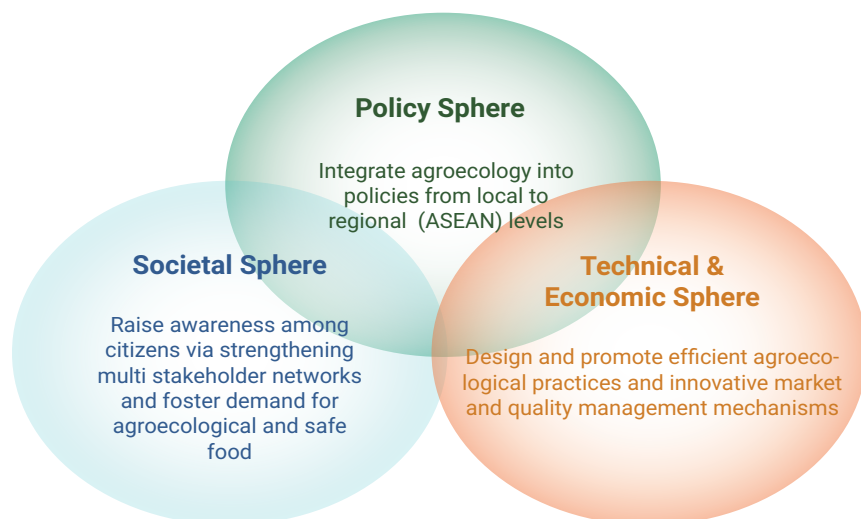 Policy Sphere
Integrate agroecology into
policies from local to
regional  (ASEAN) levels
Societal Sphere
Raise awareness among
citizens via strengthening
multi stakeholder networks
and foster demand for
agroecological and safe
food
Technical &
Economic Sphere
Design and promote efficient agroeco-
logical practices and innovative market
and quality management mechanisms